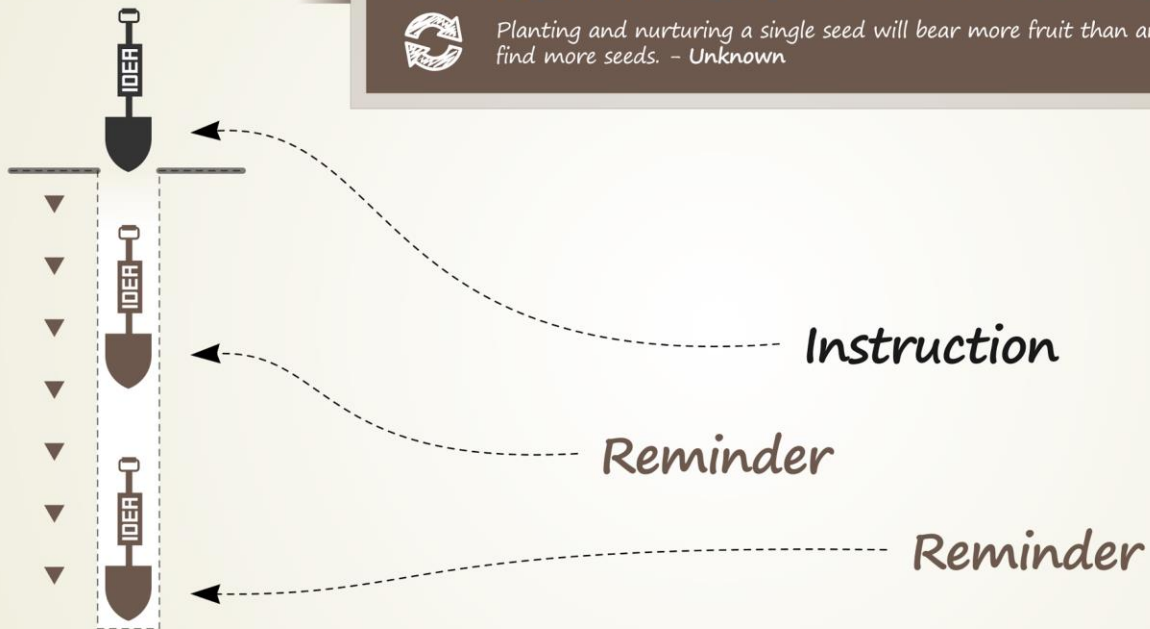 Planting and nurturing a single seed will bear more fruit than
find more seeds. – Unknown
IDEA
Instruction
IDEA
Reminder
IDEA
Reminder